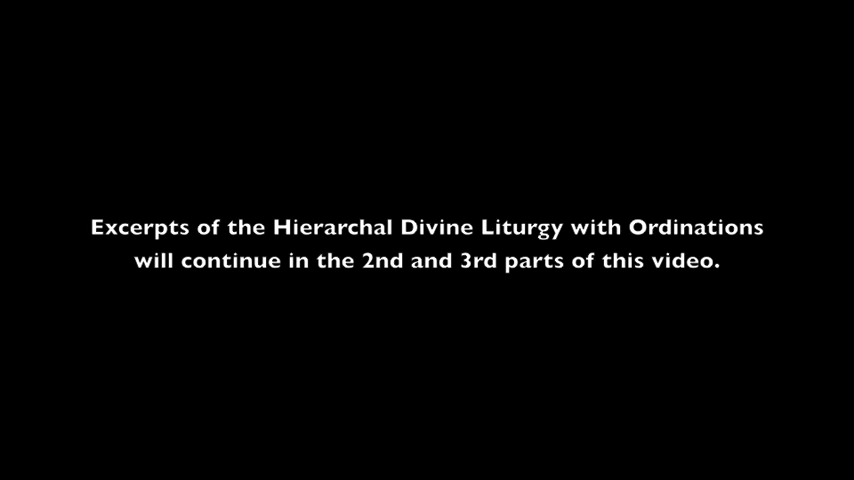 Excerpts of the Hierarchal Divine Liturgy with Ordinations
will continue in the 2nd and 3rd parts of this video.